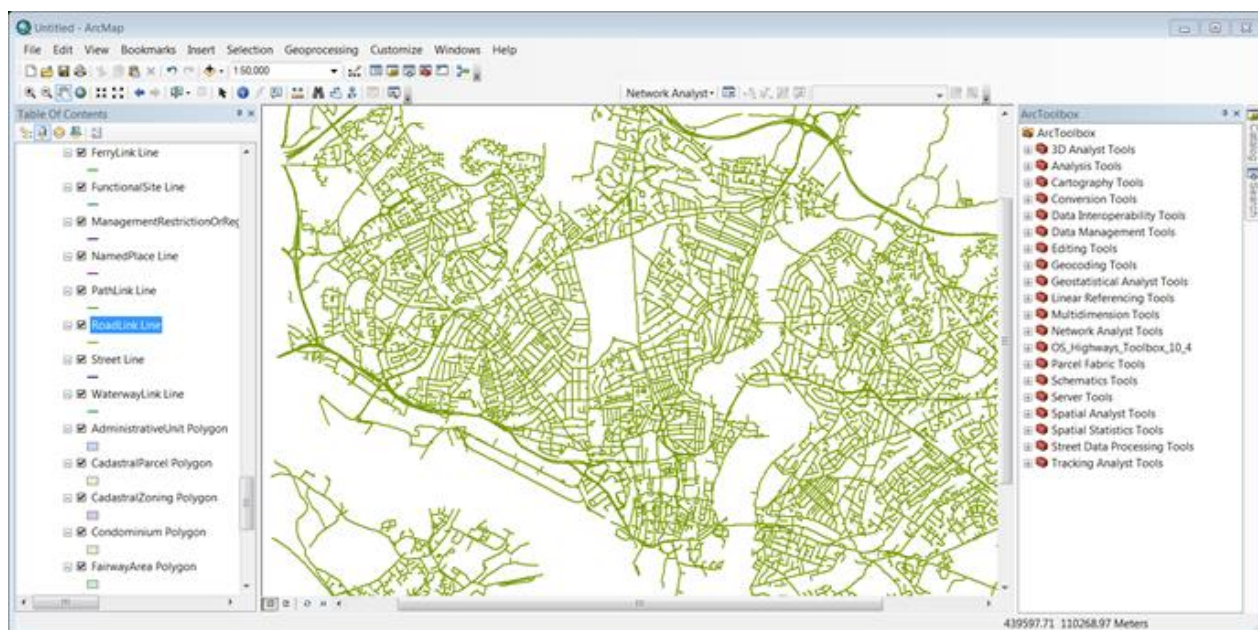 Untitled - ArcMap
File Edit View Bookmarks Insert Selection Geoprocessing Customize Windows Help
1:50,000
Network Analyst
Table Of Contents
FerryLink Line
FunctionalSite Line
ManagementRestrictionOrReg
NamedPlace Line
PathLink Line
RoadLink Line
Street Line
WaterwayLink Line
AdministrativeUnit Polygon
CadastralParcel Polygon
CadastralZoning Polygon
Condominium Polygon
FairwayArea Polygon
ArcToolbox
ArcToolbox
3D Analyst Tools
Analysis Tools
Cartography Tools
Conversion Tools
Data Interoperability Tools
Data Management Tools
Editing Tools
Geocoding Tools
Geostatistical Analyst Tools
Linear Referencing Tools
Multidimension Tools
Network Analyst Tools
OS_Highways_Toolbox_10_4
Parcel Fabric Tools
Schematics Tools
Server Tools
Spatial Analyst Tools
Spatial Statistics Tools
Street Data Processing Tools
Tracking Analyst Tools
Catalog
Search
439597.71 110268.97 Meters